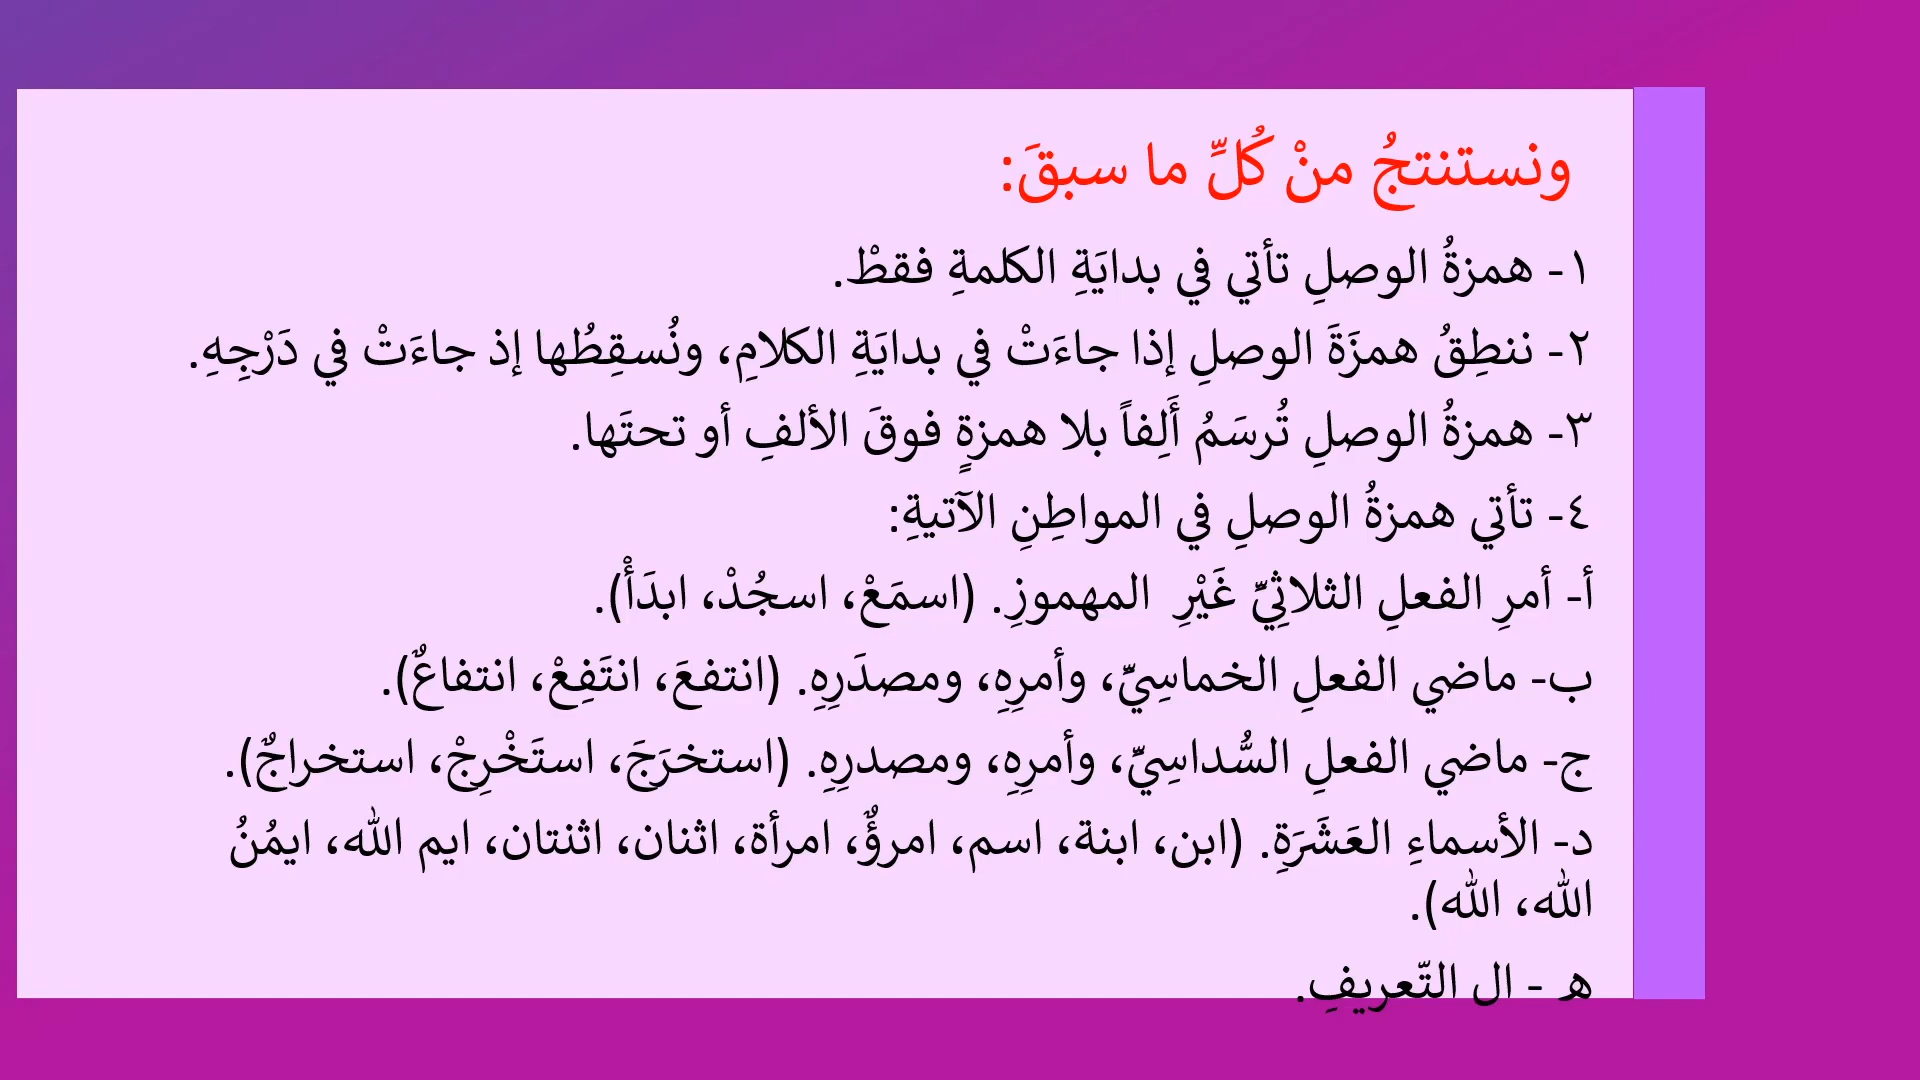 ونستنتجُ منْ كُلِّ ما سبقَ:
١- همزةُ الوصلِ تأتي في بدايَةِ الكلمةِ فقطْ.
٢- ننطِقُ همزَةَ الوصلِ إذا جاءَتْ في بدايَةِ الكلامِ، ونُسقِطُها إذ جاءَتْ في دَرْجِهِ.
٣- همزةُ الوصلِ تُرسَمُ أَلِفاً بلا همزةٍ فوقَ الألفِ أو تحتَها.
٤- تأتي همزةُ الوصلِ في المواطِنِ الآتيةِ:
أ- أمرِ الفعلِ الثلاثِيِّ غَيْرِ المهموزِ. (اسمَعْ، اسجُدْ، ابدَأْ).
ب- ماضي الفعلِ الخماسِيِّ، وأمرِهِ، ومصدَرِهِ. (انتفعَ، انتَفِعْ، انتفاعٌ).
ج- ماضي الفعلِ السُّداسِيِّ، وأمرِهِ، ومصدرِهِ. (استخرَجَ، استَخْرِجْ، استخراجٌ).
د- الأسماءِ العَشَرَةِ. (ابن، ابنة، اسم، امرؤٌ، امرأة، اثنان، اثنتان، ايم الله، ايمُنُ
الله، الله).
هـ - ال التّعريفِ.